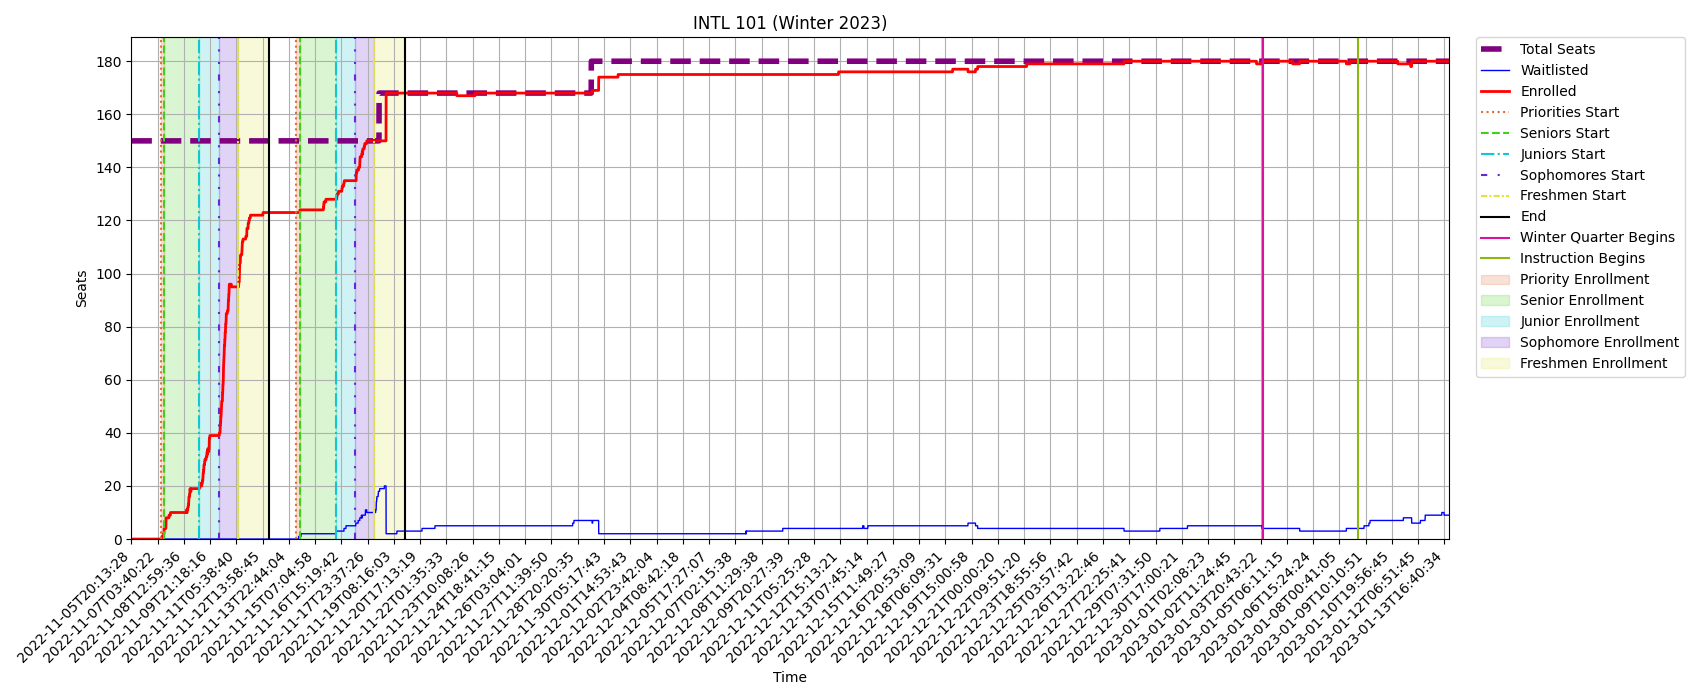 INTL 101 (Winter 2023)
Seats
180
160
140
120
100
80
60
40
20
0
2022-11-05T20:13:28
2022-11-07T03:40:22
2022-11-08T12:59:36
2022-11-09T21:18:16
2022-11-11T05:38:40
2022-11-12T13:58:45
2022-11-13T22:44:04
2022-11-15T07:04:58
2022-11-16T15:19:42
2022-11-17T23:37:26
2022-11-19T08:16:03
2022-11-20T17:13:19
2022-11-22T01:35:33
2022-11-23T10:08:26
2022-11-24T18:41:15
2022-11-26T03:04:01
2022-11-27T11:39:50
2022-11-28T20:20:35
2022-11-30T05:17:43
2022-12-01T14:53:43
2022-12-02T23:42:04
2022-12-04T08:42:18
2022-12-05T17:27:07
2022-12-07T02:15:38
2022-12-08T11:29:38
2022-12-09T20:27:39
2022-12-11T05:25:28
2022-12-12T15:13:21
2022-12-13T07:45:14
2022-12-15T11:49:27
2022-12-16T20:53:09
2022-12-18T06:09:31
2022-12-19T15:00:58
2022-12-21T00:00:20
2022-12-22T09:51:20
2022-12-23T18:55:56
2022-12-25T03:57:42
2022-12-26T13:22:46
2022-12-27T22:25:41
2022-12-29T07:31:50
2022-12-30T17:00:21
2023-01-01T02:08:23
2023-01-02T11:24:45
2023-01-03T20:43:22
2023-01-05T06:11:15
2023-01-06T15:24:24
2023-01-08T00:41:05
2023-01-09T10:10:51
2023-01-10T19:56:45
2023-01-12T06:51:45
2023-01-13T16:40:34
Time
Total Seats
Waitlisted
Enrolled
Priorities Start
Seniors Start
Juniors Start
Sophomores Start
Freshmen Start
End
Winter Quarter Begins
Instruction Begins
Priority Enrollment
Senior Enrollment
Junior Enrollment
Sophomore Enrollment
Freshmen Enrollment